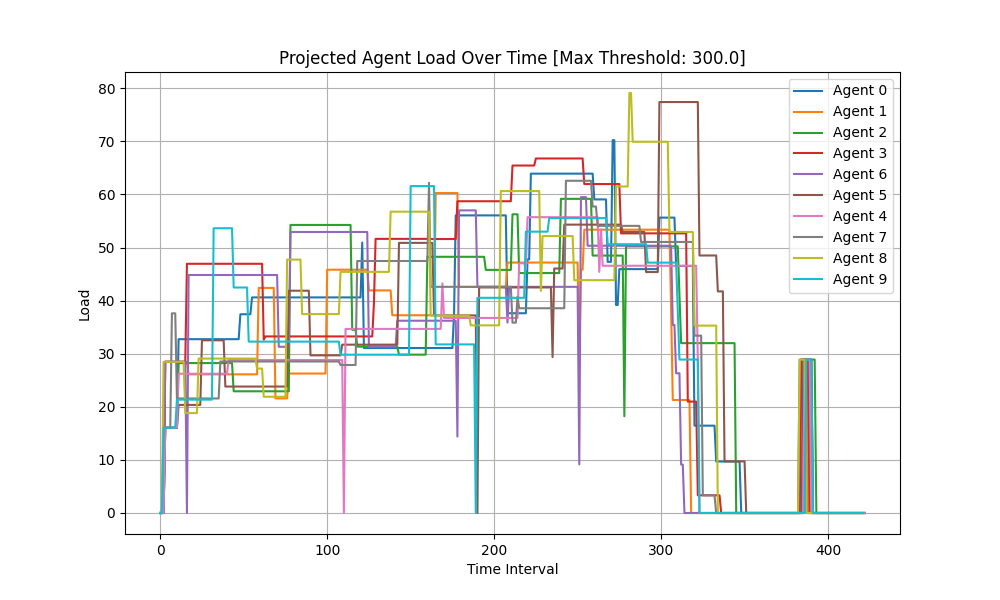 Projected Agent Load Over Time [Max Threshold: 300.0]
Load
80
70
60
50
40
30
20
10
0
0
100
200
300
400
Time Interval
Agent 0
Agent 1
Agent 2
Agent 3
Agent 6
Agent 5
Agent 4
Agent 7
Agent 8
Agent 9